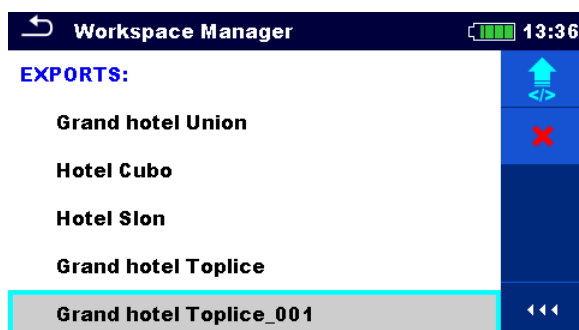 Workspace Manager 13:36
EXPORTS:
</>
Grand hotel Union
Hotel Cubo
Hotel Slon
Grand hotel Toplice
Grand hotel Toplice_001